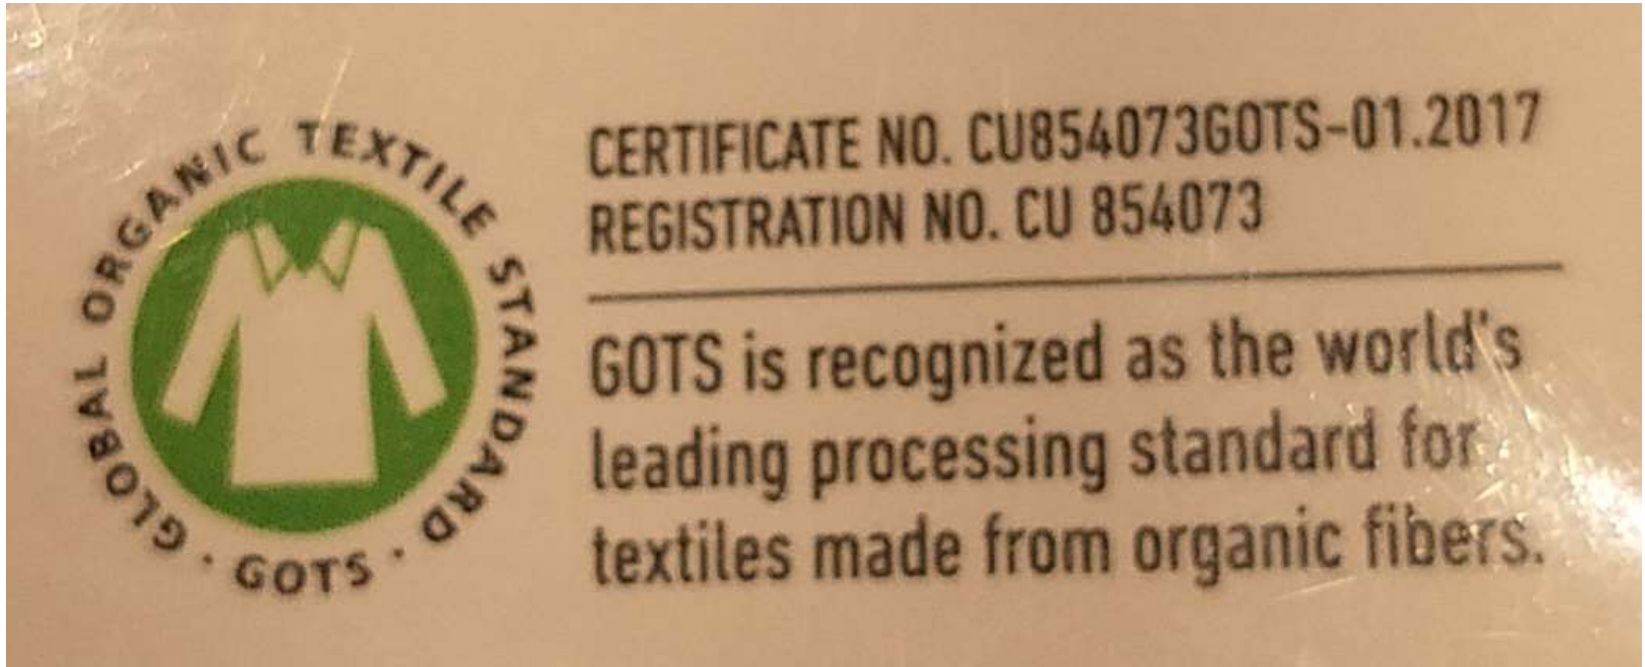 GLOBAL ORGANIC TEXTILE STANDARD · GOTS ·
CERTIFICATE NO. CU854073GOTS-01.2017
REGISTRATION NO. CU 854073
GOTS is recognized as the world's
leading processing standard for
textiles made from organic fibers.